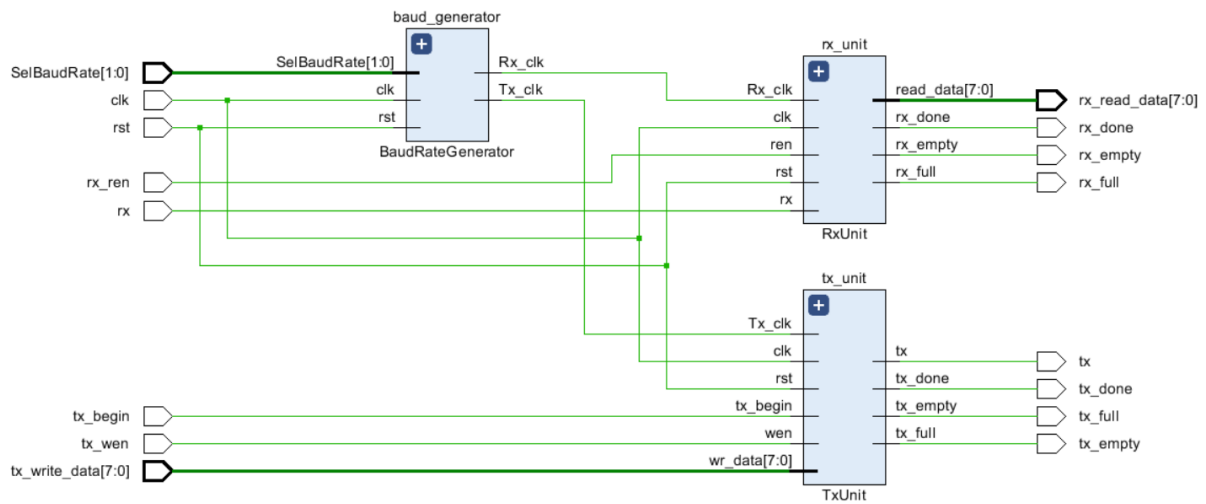 baud_generator
SelBaudRate[1:0]
clk
rst
rx_ren
rx
SelBaudRate[1:0]
clk
rst
Rx_clk
Tx_clk
BaudRateGenerator
rx_unit
Rx_clk
clk
ren
rst
rx
read_data[7:0]
rx_done
rx_empty
rx_full
RxUnit
rx_read_data[7:0]
rx_done
rx_empty
rx_full
tx_unit
tx_begin
tx_wen
tx_write_data[7:0]
Tx_clk
clk
rst
tx_begin
wen
wr_data[7:0]
tx
tx_done
tx_empty
tx_full
TxUnit
tx
tx_done
tx_full
tx_empty